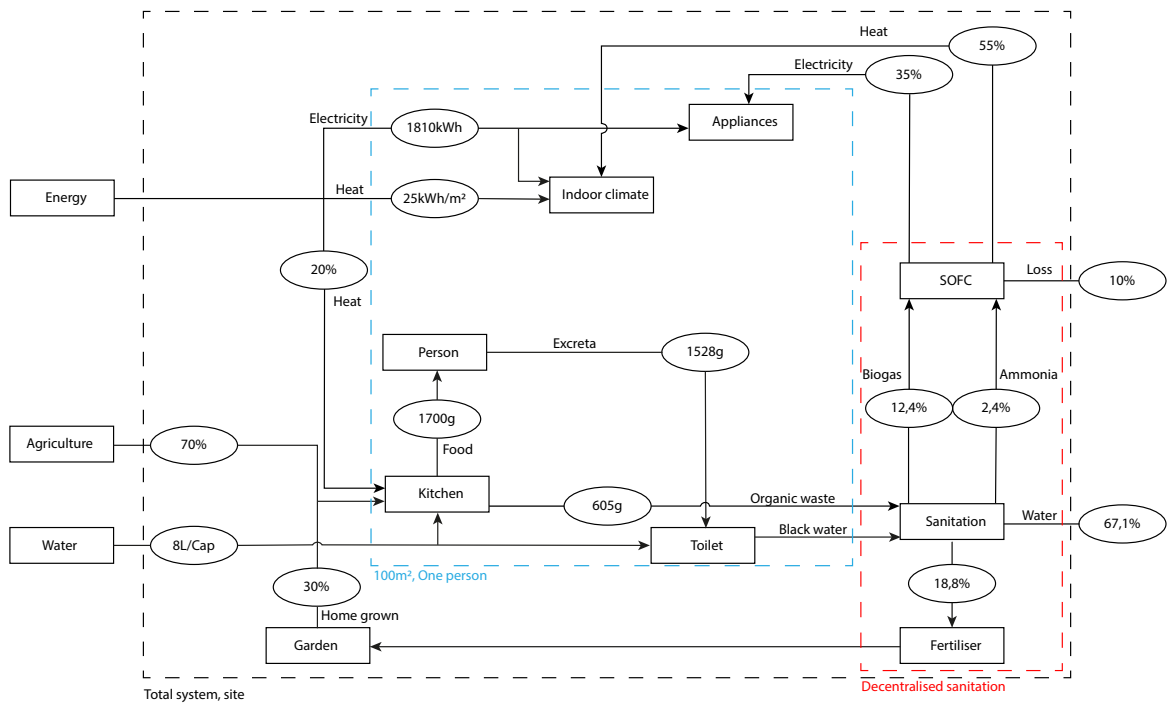 Heat
55%
Electricity
35%
Electricity
1810kWh
Appliances
Energy
Heat
25kWh/m²
Indoor climate
20%
Heat
SOFC
Loss
10%
Person
Excreta
1528g
Biogas
Ammonia
12,4%
2,4%
1700g
Food
Agriculture
70%
Kitchen
605g
Organic waste
Sanitation
Water
67,1%
Black water
Water
8L/Cap
Toilet
100m², One person
30%
18,8%
Home grown
Garden
Fertiliser
Decentralised sanitation
Total system, site